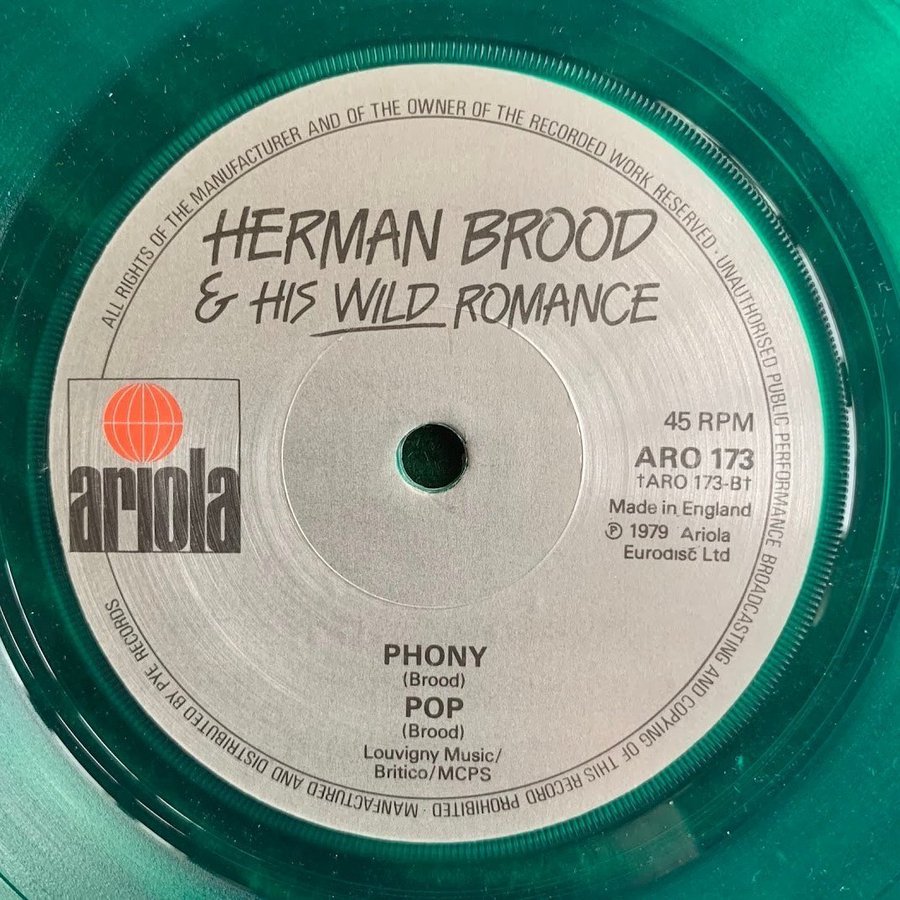 ALL RIGHTS OF THE MANUFACTURER AND OF THE OWNER OF THE RECORDED WORK RESERVED · UNAUTHORISED PUBLIC PERFORMANCE BROADCASTING AND COPYING OF THIS RECORD PROHIBITED · MANFACTURED AND DISTRIBUTED BY PYE RECORDS
HERMAN BROOD
& HIS WILD ROMANCE
ariola
45 RPM
ARO 173
†ARO 173-B†
Made in England
℗ 1979 Ariola
Eurodisc Ltd
PHONY
(Brood)
POP
(Brood)
Louvigny Music/
Britico/MCPS